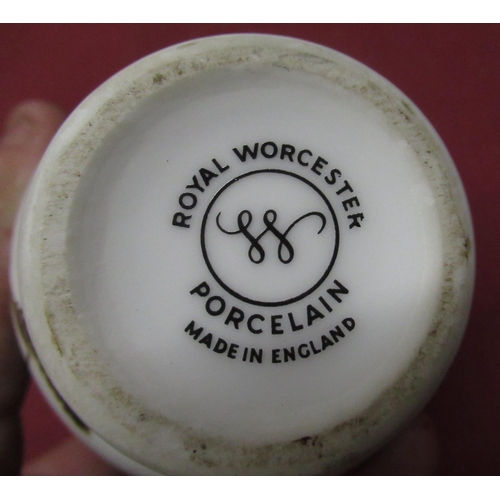 ROYAL WORCESTER
W
PORCELAIN
MADE IN ENGLAND